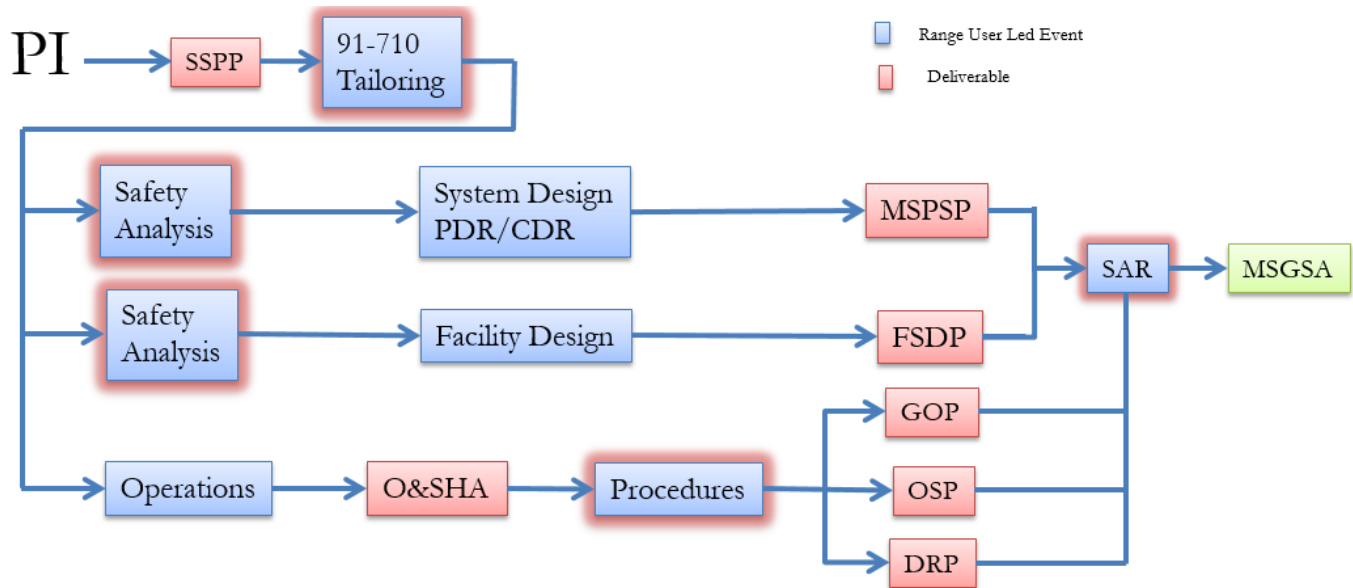 PI
SSPP
91-710
Tailoring
Range User Led Event
Deliverable
Safety
Analysis
System Design
PDR/CDR
MSPSP
SAR
MSGSA
Safety
Analysis
Facility Design
FSDP
GOP
Operations
O&SHA
Procedures
OSP
DRP